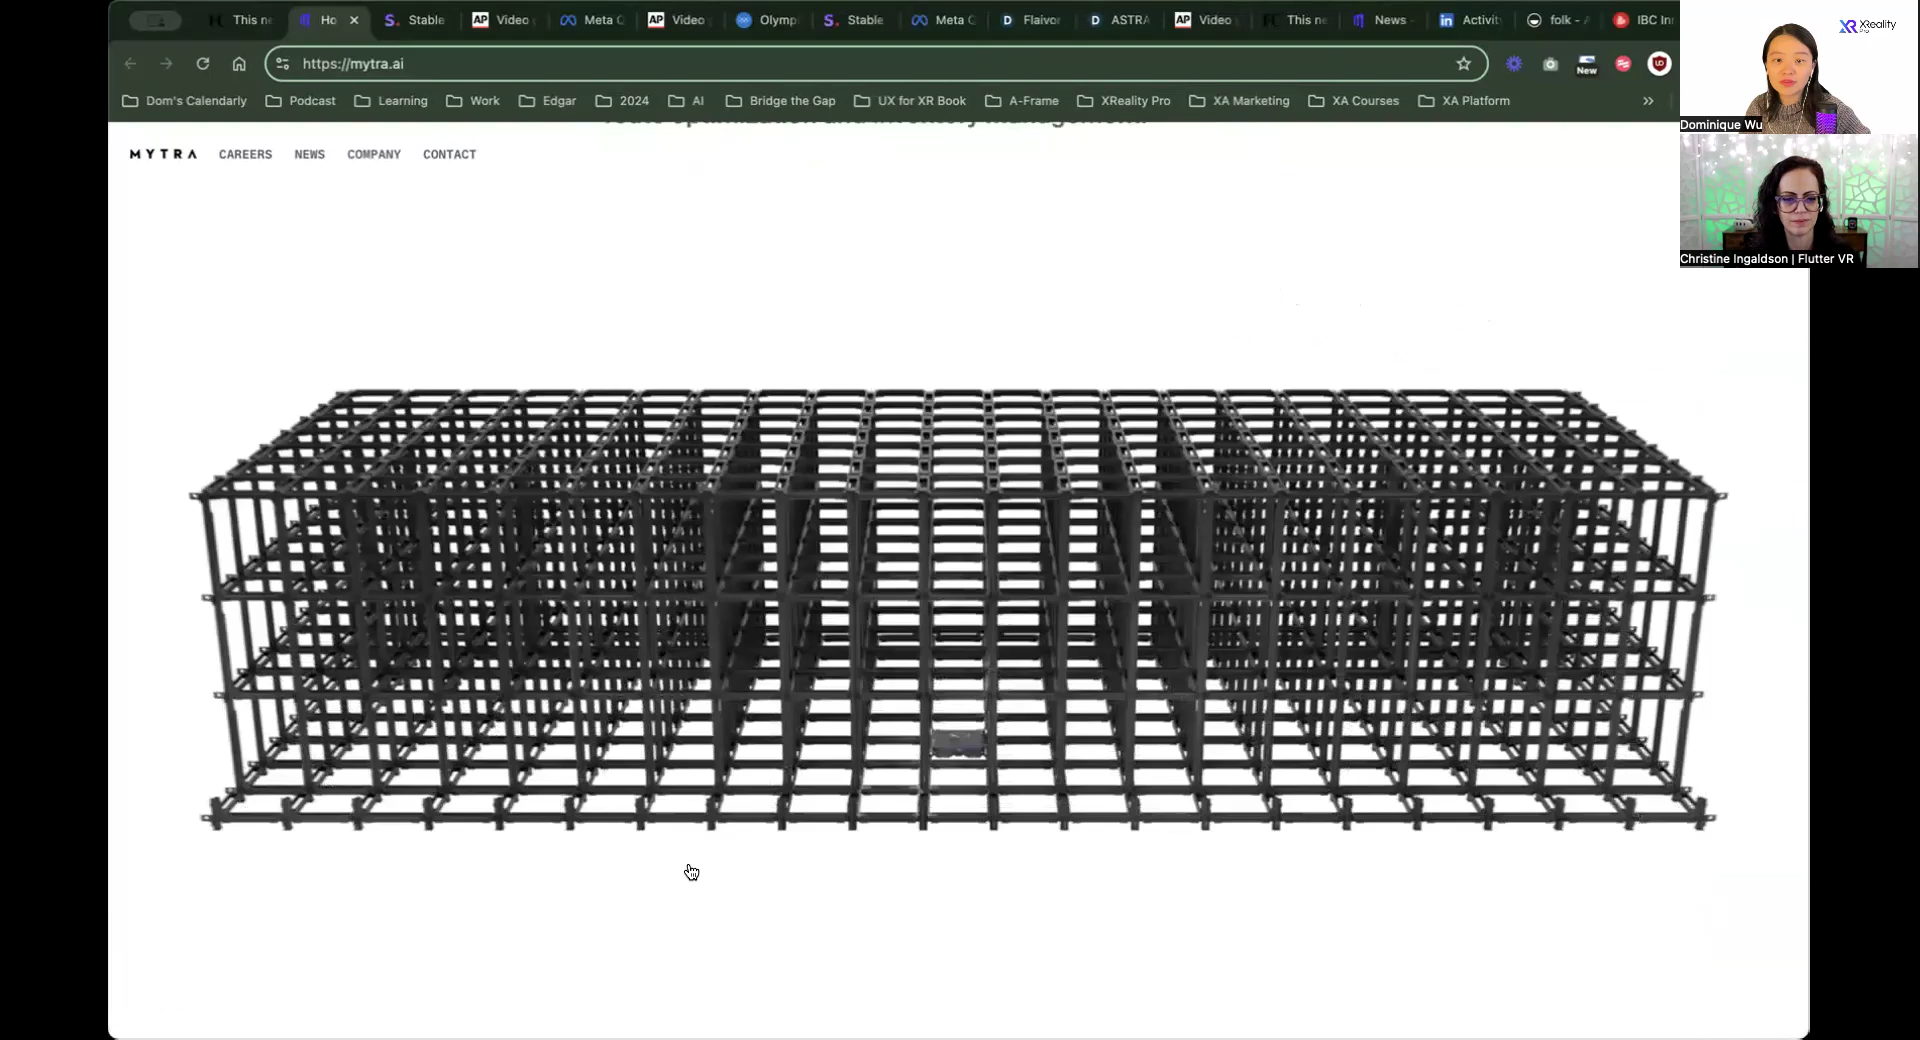 This ne
Ho
Stable
Video
Meta Q
Video
Olymp
Stable
Meta Q
Flaivor
ASTRA
Video
This ne
News
Activit
folk - A
IBC Inn
https://mytra.ai
New
Dom's Calendarly
Podcast
Learning
Work
Edgar
2024
AI
Bridge the Gap
UX for XR Book
A-Frame
XReality Pro
XA Marketing
XA Courses
XA Platform
MYTRA CAREERS NEWS COMPANY CONTACT
XReality
Dominique Wu
Christine Ingaldson | Flutter VR